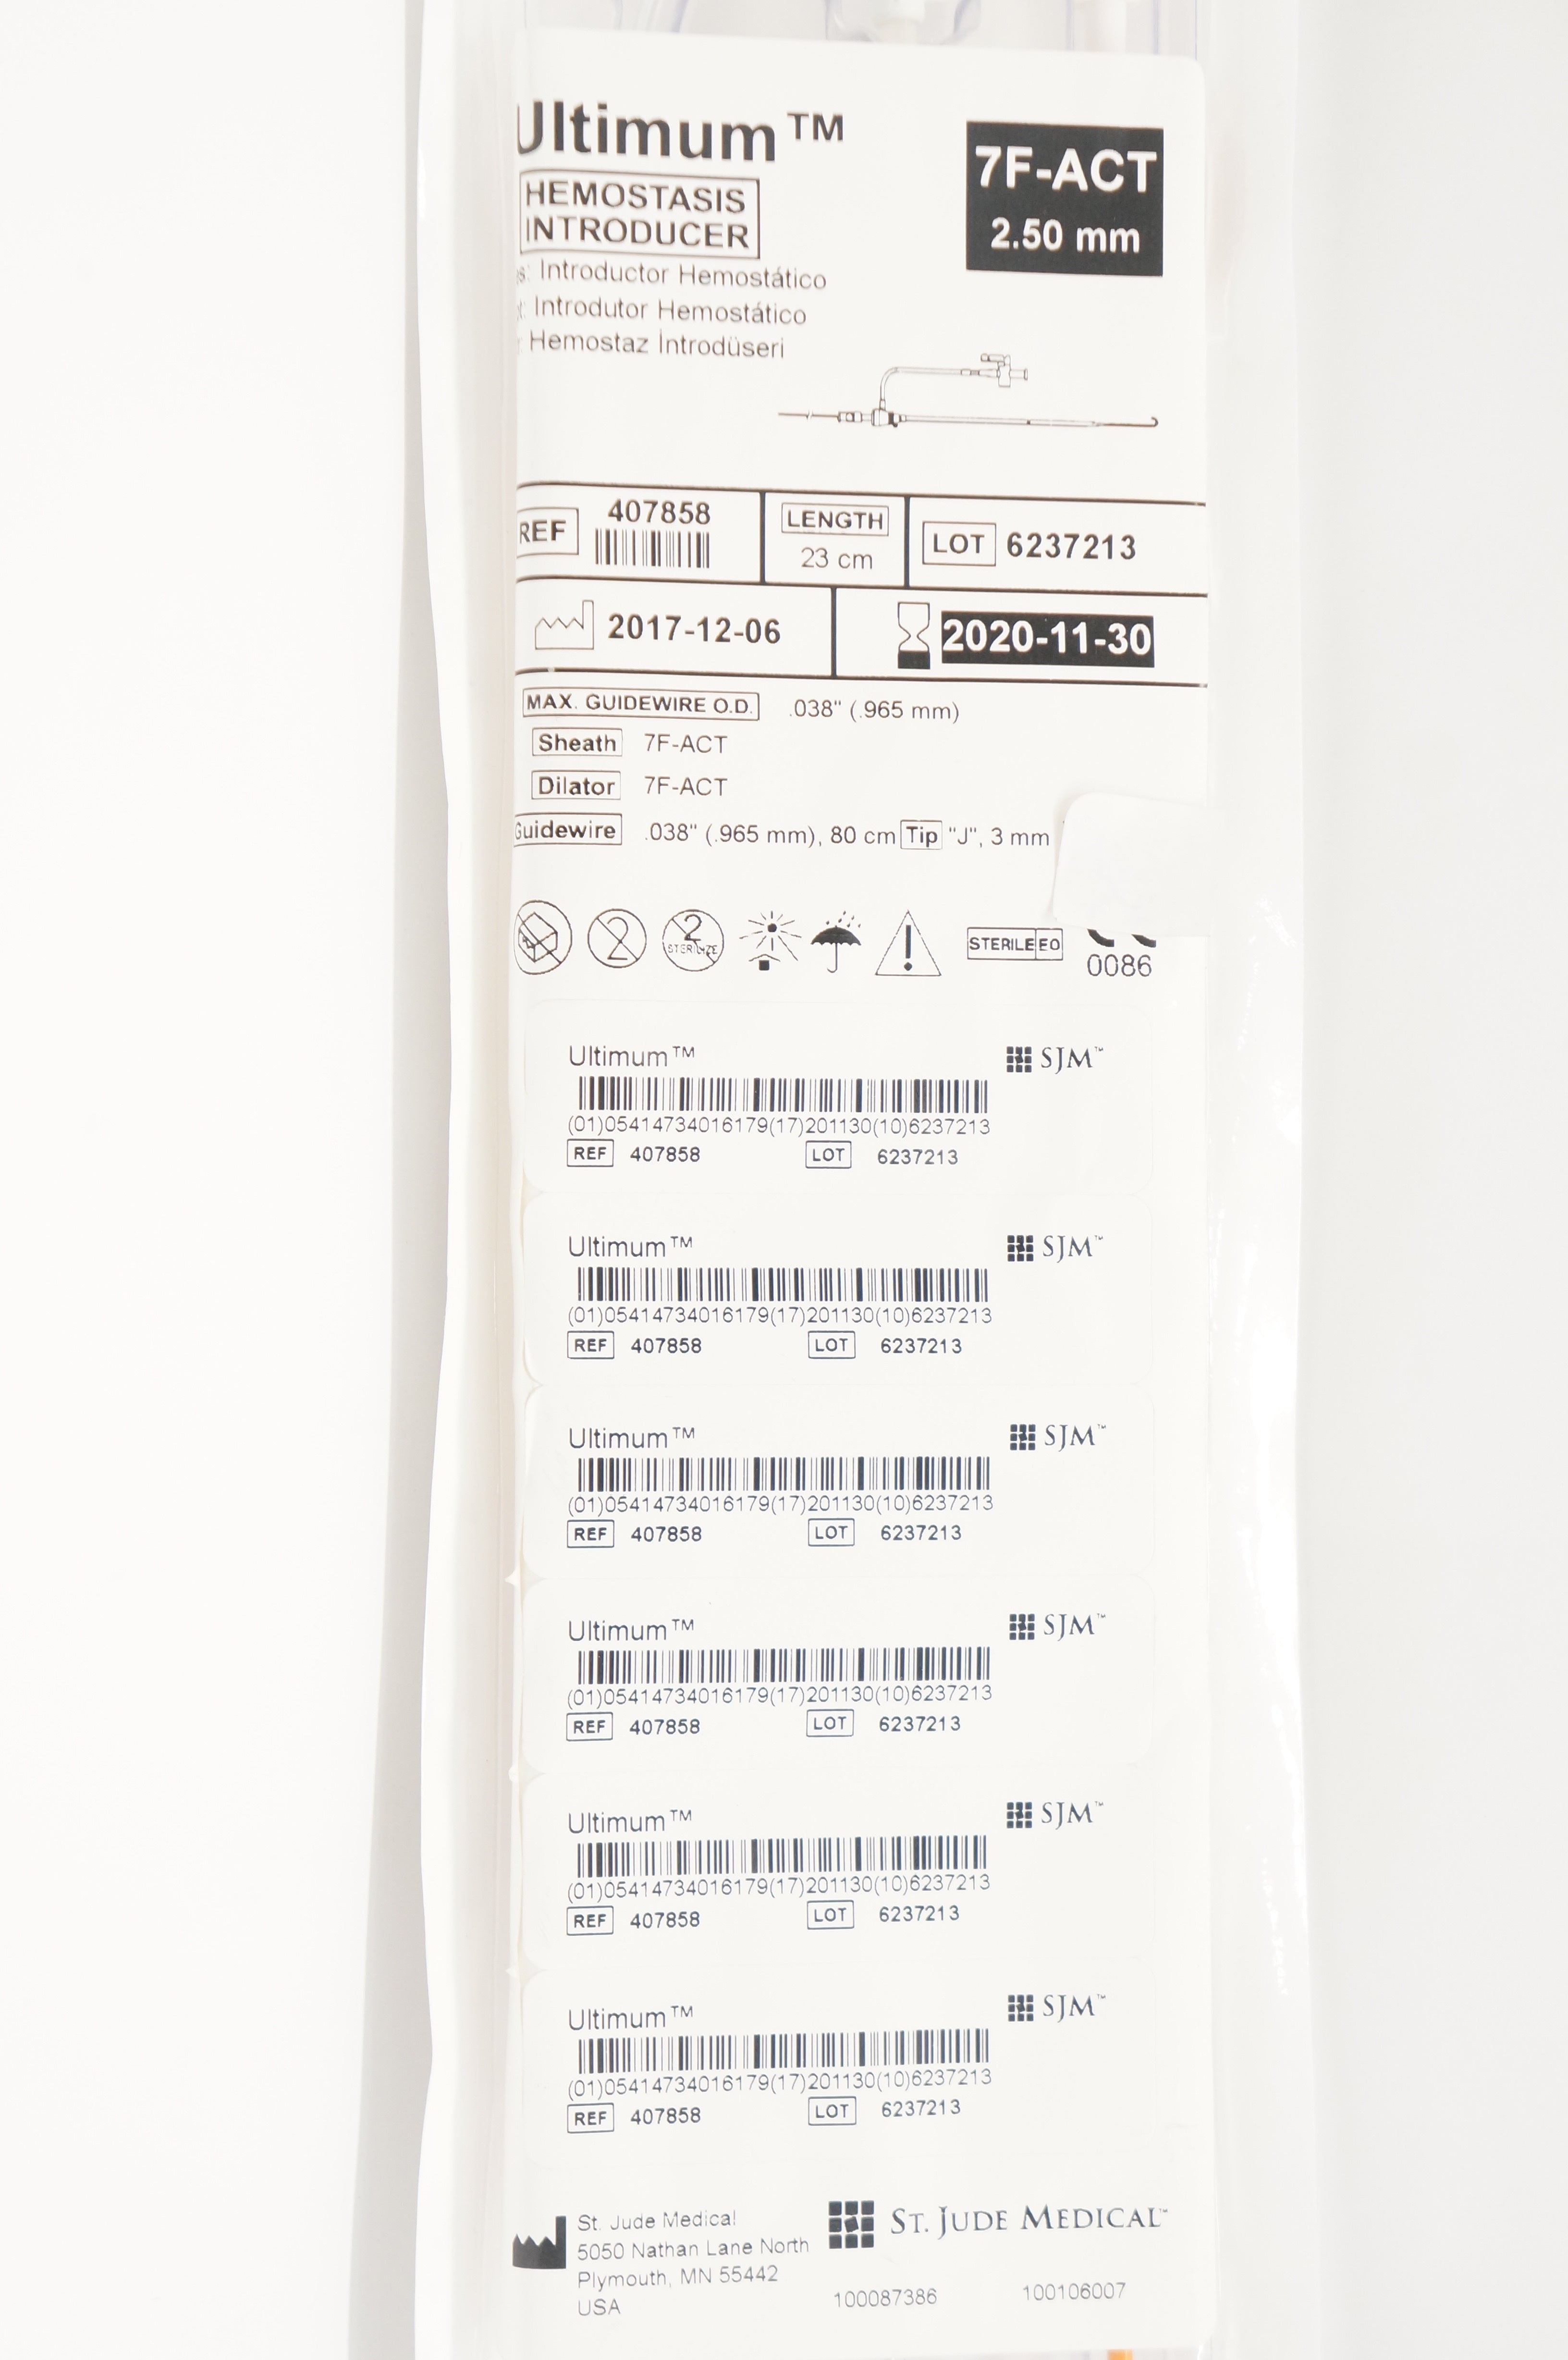 Ultimum™
7F-ACT
2.50 mm
HEMOSTASIS
INTRODUCER
s: Introductor Hemostático
t: Introdutor Hemostático
: Hemostaz İntrodüseri
REF 407858
LENGTH
23 cm
LOT 6237213
2017-12-06
2020-11-30
MAX. GUIDEWIRE O.D. .038" (.965 mm)
Sheath 7F-ACT
Dilator 7F-ACT
Guidewire .038" (.965 mm), 80 cm Tip "J", 3 mm
2
2
STERILIZE
STERILE EO
0086
Ultimum™ SJM™
(01)05414734016179(17)201130(10)6237213
REF 407858 LOT 6237213
Ultimum™ SJM™
(01)05414734016179(17)201130(10)6237213
REF 407858 LOT 6237213
Ultimum™ SJM™
(01)05414734016179(17)201130(10)6237213
REF 407858 LOT 6237213
Ultimum™ SJM™
(01)05414734016179(17)201130(10)6237213
REF 407858 LOT 6237213
Ultimum™ SJM™
(01)05414734016179(17)201130(10)6237213
REF 407858 LOT 6237213
Ultimum™ SJM™
(01)05414734016179(17)201130(10)6237213
REF 407858 LOT 6237213
St. Jude Medical
5050 Nathan Lane North
Plymouth, MN 55442
USA
ST. JUDE MEDICAL™
100087386 100106007